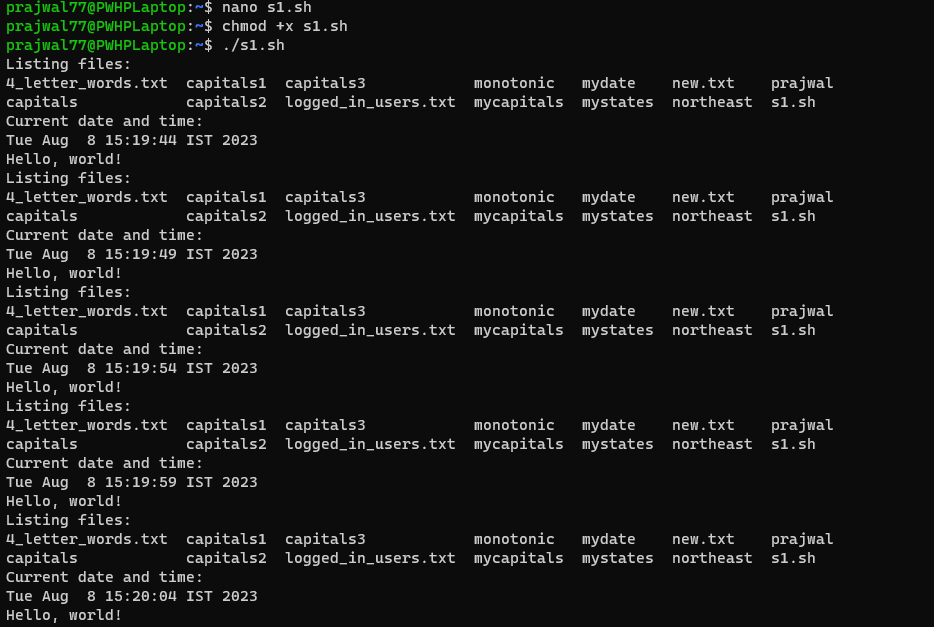 prajwal77@PWHPLaptop:~$ nano s1.sh
prajwal77@PWHPLaptop:~$ chmod +x s1.sh
prajwal77@PWHPLaptop:~$ ./s1.sh
Listing files:
4_letter_words.txt  capitals1  capitals3            monotonic   mydate    new.txt    prajwal
capitals            capitals2  logged_in_users.txt  mycapitals  mystates  northeast  s1.sh
Current date and time:
Tue Aug  8 15:19:44 IST 2023
Hello, world!
Listing files:
4_letter_words.txt  capitals1  capitals3            monotonic   mydate    new.txt    prajwal
capitals            capitals2  logged_in_users.txt  mycapitals  mystates  northeast  s1.sh
Current date and time:
Tue Aug  8 15:19:49 IST 2023
Hello, world!
Listing files:
4_letter_words.txt  capitals1  capitals3            monotonic   mydate    new.txt    prajwal
capitals            capitals2  logged_in_users.txt  mycapitals  mystates  northeast  s1.sh
Current date and time:
Tue Aug  8 15:19:54 IST 2023
Hello, world!
Listing files:
4_letter_words.txt  capitals1  capitals3            monotonic   mydate    new.txt    prajwal
capitals            capitals2  logged_in_users.txt  mycapitals  mystates  northeast  s1.sh
Current date and time:
Tue Aug  8 15:19:59 IST 2023
Hello, world!
Listing files:
4_letter_words.txt  capitals1  capitals3            monotonic   mydate    new.txt    prajwal
capitals            capitals2  logged_in_users.txt  mycapitals  mystates  northeast  s1.sh
Current date and time:
Tue Aug  8 15:20:04 IST 2023
Hello, world!